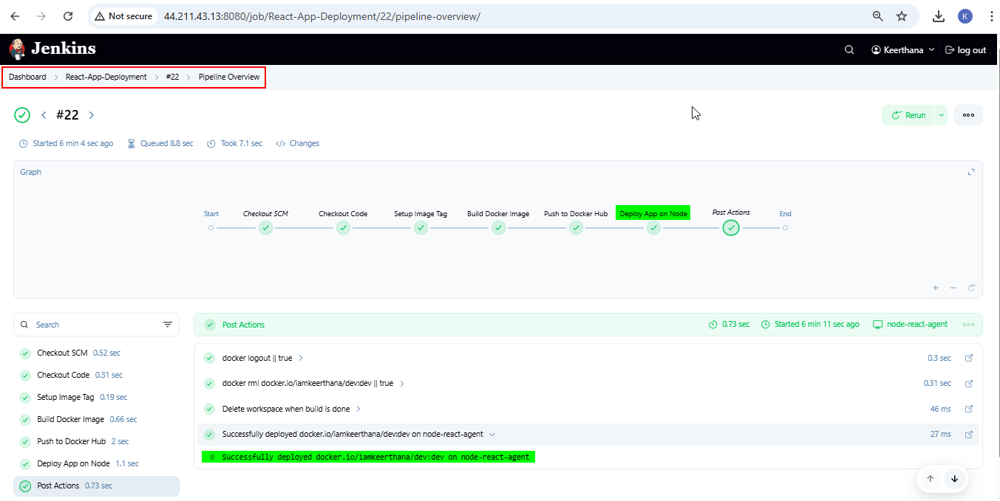 Not secure 44.211.43.13:8080/job/React-App-Deployment/22/pipeline-overview/ K
Jenkins Keerthana log out
Dashboard React-App-Deployment #22 Pipeline Overview
#22 Rerun
Started 6 min 4 sec ago Queued 8.8 sec Took 7.1 sec </> Changes
Graph
Start Checkout SCM Checkout Code Setup Image Tag Build Docker Image Push to Docker Hub Deploy App on Node Post Actions End
Search
Checkout SCM 0.52 sec
Checkout Code 0.31 sec
Setup Image Tag 0.19 sec
Build Docker Image 0.66 sec
Push to Docker Hub 2 sec
Deploy App on Node 1.1 sec
Post Actions 0.73 sec
Post Actions 0.73 sec Started 6 min 11 sec ago node-react-agent
docker logout || true 0.3 sec
docker rmi docker.io/iamkeerthana/dev:dev || true 0.31 sec
Delete workspace when build is done 46 ms
Successfully deployed docker.io/iamkeerthana/dev:dev on node-react-agent 27 ms
0 Successfully deployed docker.io/iamkeerthana/dev:dev on node-react-agent